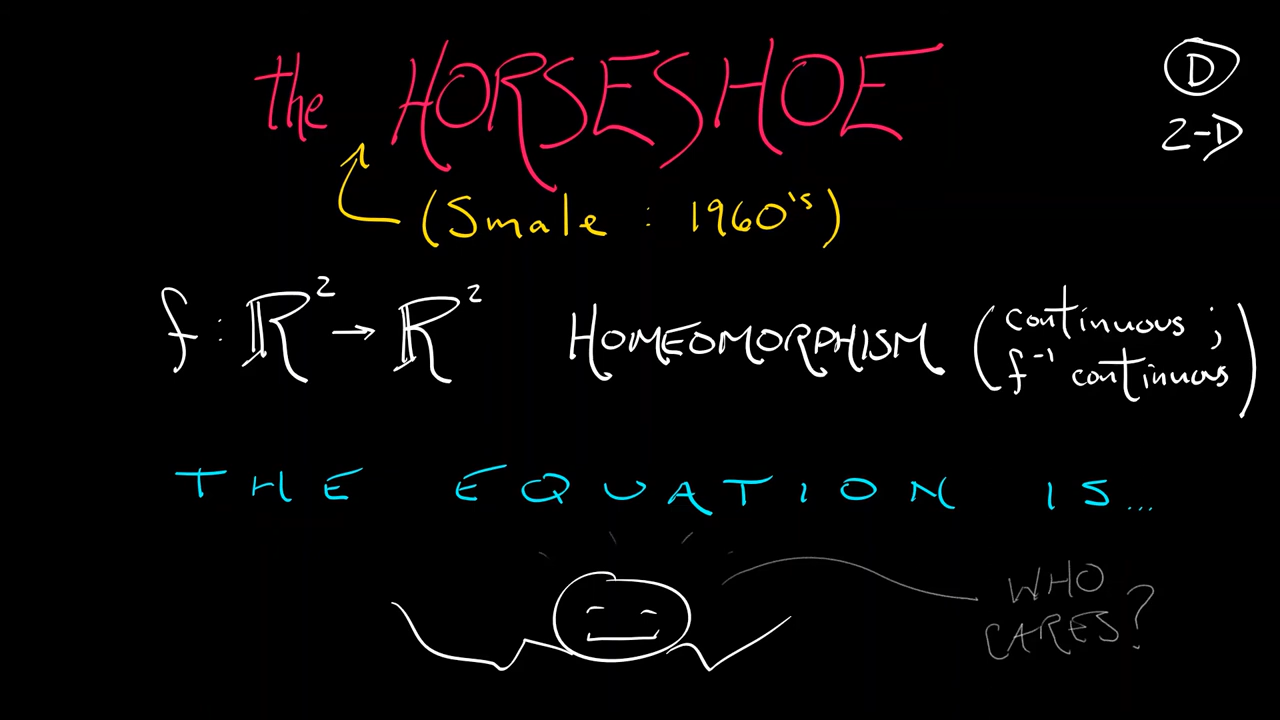 the HORSESHOE
D
2-D
(Smale : 1960's)
f : ℝ² → ℝ² HOMEOMORPHISM (continuous ;
f⁻¹ continuous)
THE EQUATION IS...
WHO
CARES?